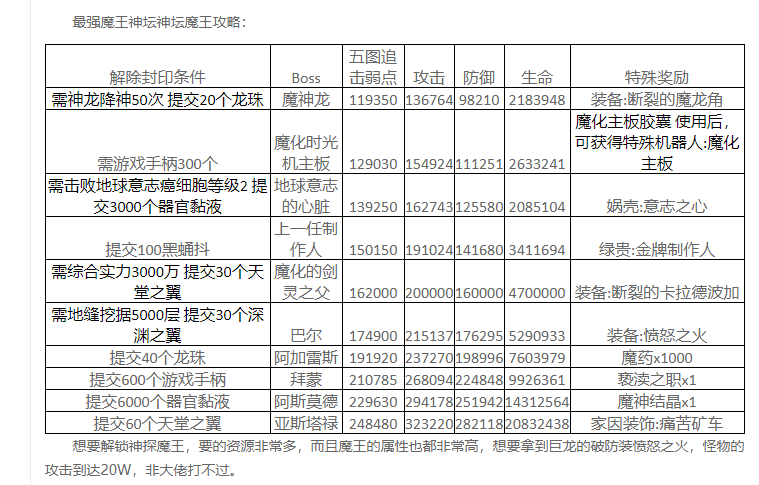 最强魔王神坛神坛魔王攻略：
解除封印条件 Boss 五图追击弱点 攻击 防御 生命 特殊奖励
需神龙降神50次 提交20个龙珠 魔神龙 119350 136764 98210 2183948 装备:断裂的魔龙角
需游戏手柄300个 魔化时光机主板 129030 154924 111251 2633241 魔化主板胶囊 使用后，可获得特殊机器人:魔化主板
需击败地球意志癌细胞等级2 提交3000个器官黏液 地球意志的心脏 139250 162743 125580 2085104 娲壳:意志之心
提交100黑蛹抖 上一任制作人 150150 191024 141680 3411694 绿贵:金牌制作人
需综合实力3000万 提交30个天堂之翼 魔化的剑灵之父 162000 200000 160000 4700000 装备:断裂的卡拉德波加
需地缝挖掘5000层 提交30个深渊之翼 巴尔 174900 215137 176295 5290933 装备:愤怒之火
提交40个龙珠 阿加雷斯 191920 237270 198996 7603979 魔药x1000
提交600个游戏手柄 拜蒙 210785 268094 224848 9926361 亵渎之职x1
提交6000个器官黏液 阿斯莫德 229630 294178 251942 14312564 魔神结晶x1
提交60个天堂之翼 亚斯塔禄 248480 323220 282118 20832438 家因装饰:痛苦矿车
想要解锁神探魔王，要的资源非常多，而且魔王的属性也都非常高，想要拿到巨龙的破防装愤怒之火，怪物的
攻击到达20W，非大佬打不过。